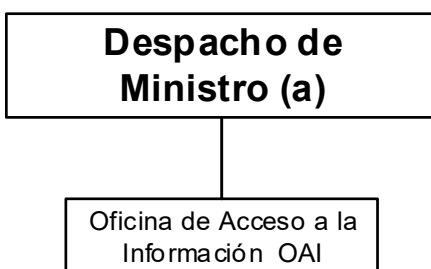 Despacho de
Ministro (a)
Oficina de Acceso a la
Información OAI